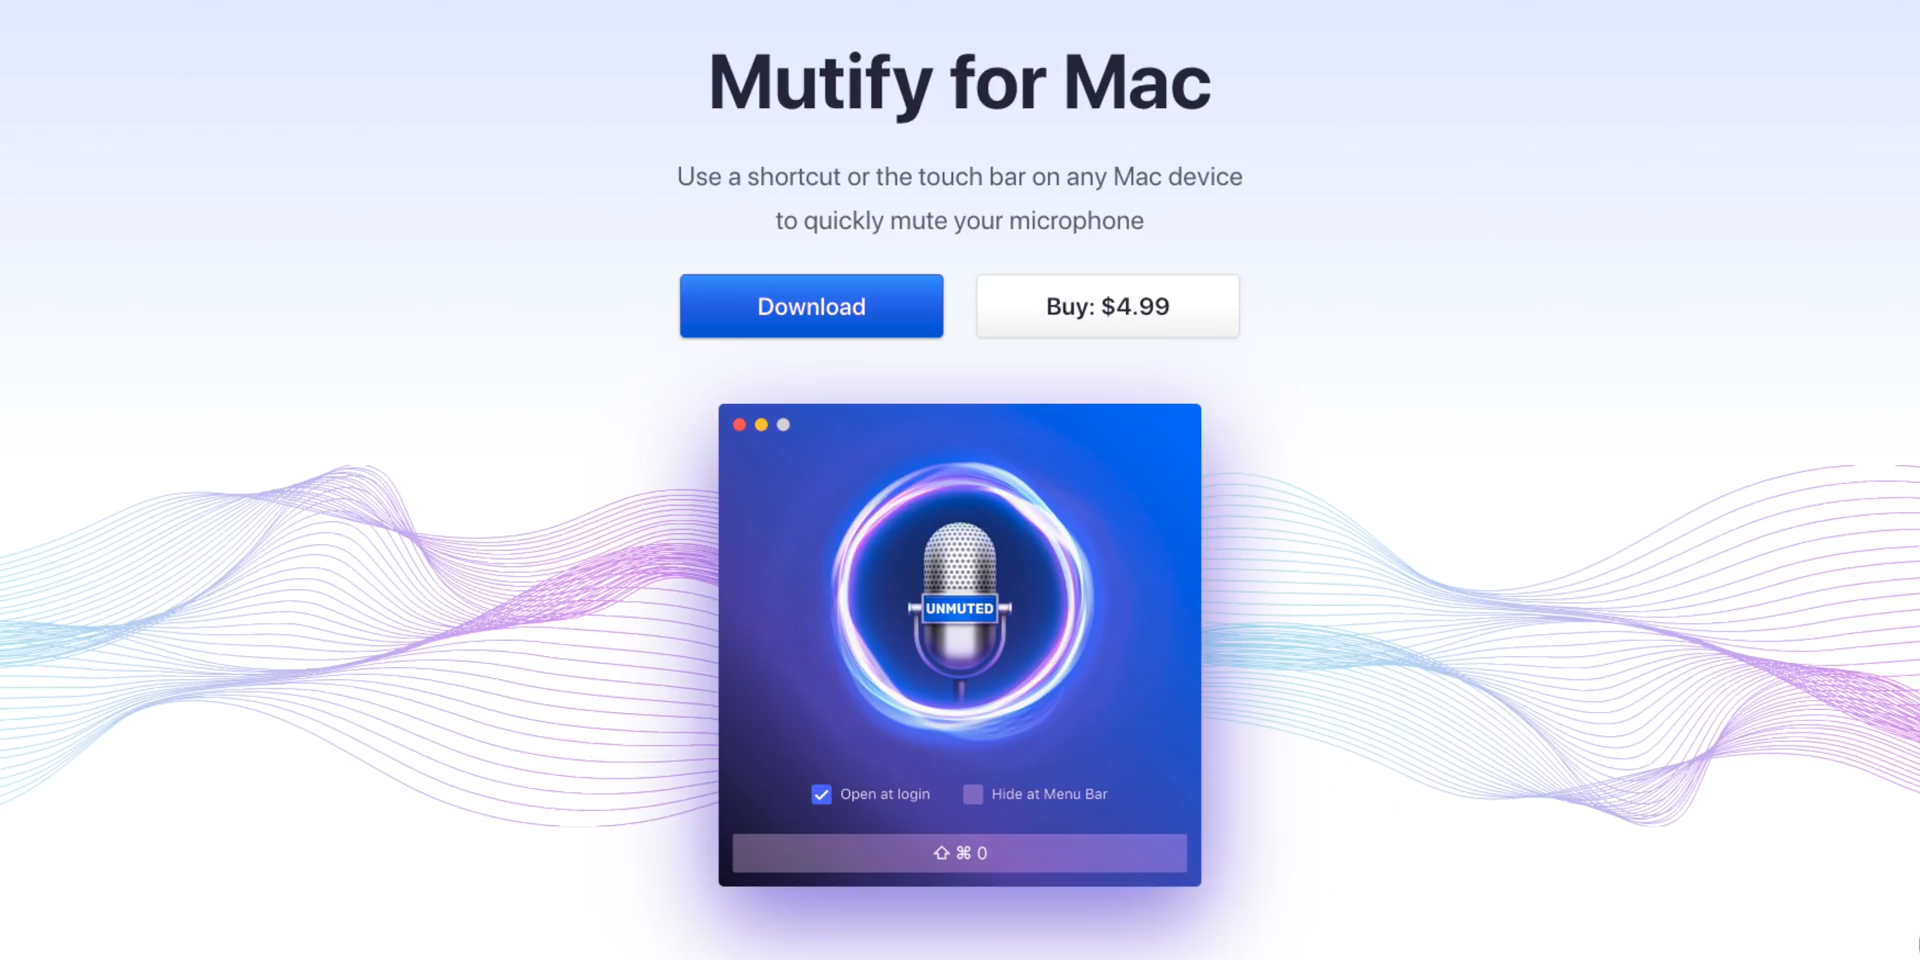 Mutify for Mac
Use a shortcut or the touch bar on any Mac device
to quickly mute your microphone
Download
Buy: $4.99
UNMUTED
Open at login
Hide at Menu Bar
⇧ ⌘ 0